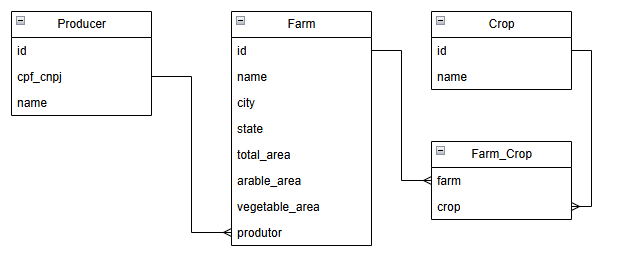 Producer
id
cpf_cnpj
name
Farm
id
name
city
state
total_area
arable_area
vegetable_area
produtor
Crop
id
name
Farm_Crop
farm
crop